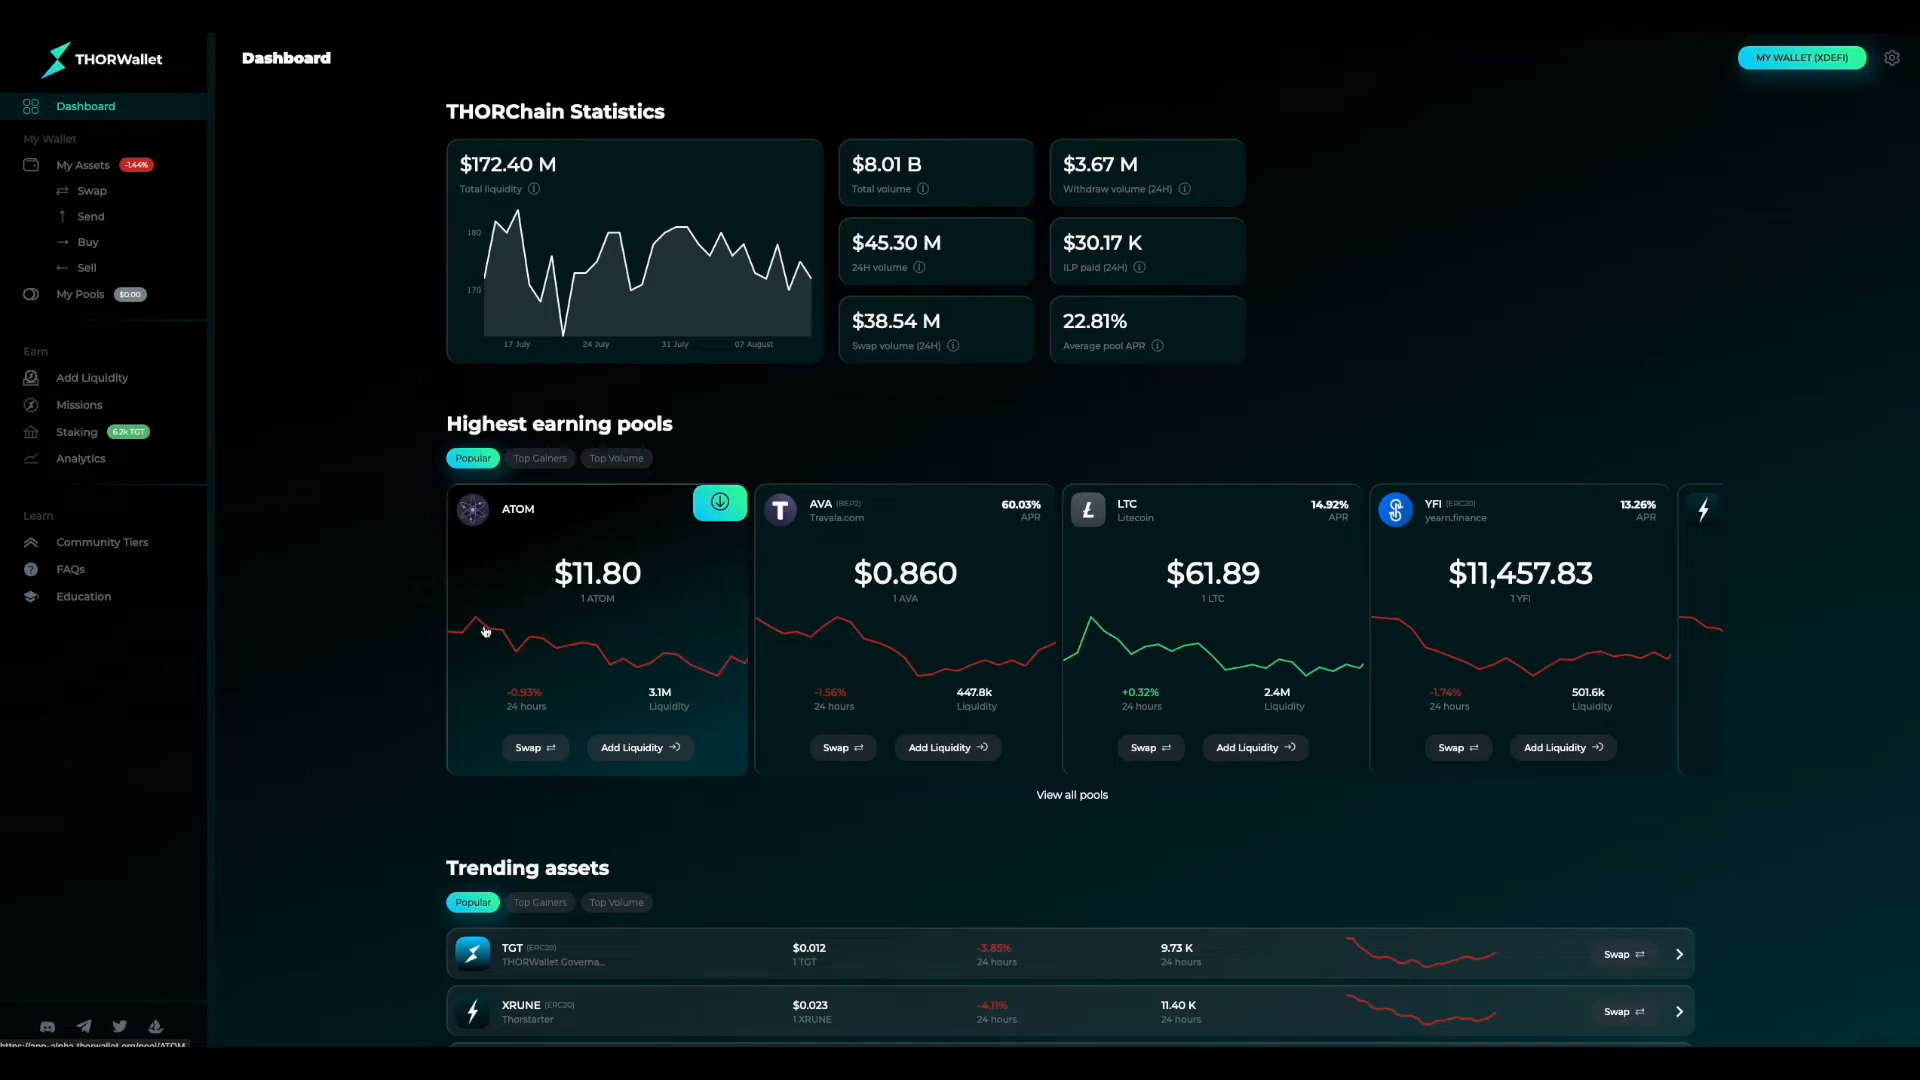 THORWallet
Dashboard
MY WALLET (XDEFI)
Dashboard
My Wallet
My Assets -1.44%
Swap
Send
Buy
Sell
My Pools $0.00
Earn
Add Liquidity
Missions
Staking 6.2k TGT
Analytics
Learn
Community Tiers
FAQs
Education
https://app-alpha.thorwallet.org/pool/ATOM
THORChain Statistics
$172.40 M
Total liquidity
180
170
17 July 24 July 31 July 07 August
$8.01 B
Total volume
$3.67 M
Withdraw volume (24H)
$45.30 M
24H volume
$30.17 K
ILP paid (24H)
$38.54 M
Swap volume (24H)
22.81%
Average pool APR
Highest earning pools
Popular Top Gainers Top Volume
ATOM
$11.80
1 ATOM
-0.93% 3.1M
24 hours Liquidity
Swap Add Liquidity
AVA (BEP2) 60.03%
Travala.com APR
$0.860
1 AVA
-1.56% 447.8k
24 hours Liquidity
Swap Add Liquidity
LTC 14.92%
Litecoin APR
$61.89
1 LTC
+0.32% 2.4M
24 hours Liquidity
Swap Add Liquidity
YFI (ERC20) 13.26%
yearn.finance APR
$11,457.83
1 YFI
-1.74% 501.6k
24 hours Liquidity
Swap Add Liquidity
View all pools
Trending assets
Popular Top Gainers Top Volume
TGT (ERC20) $0.012 -3.85% 9.73 K Swap
THORWallet Governa... 1 TGT 24 hours 24 hours
XRUNE (ERC20) $0.023 -4.11% 11.40 K Swap
Thorstarter 1 XRUNE 24 hours 24 hours